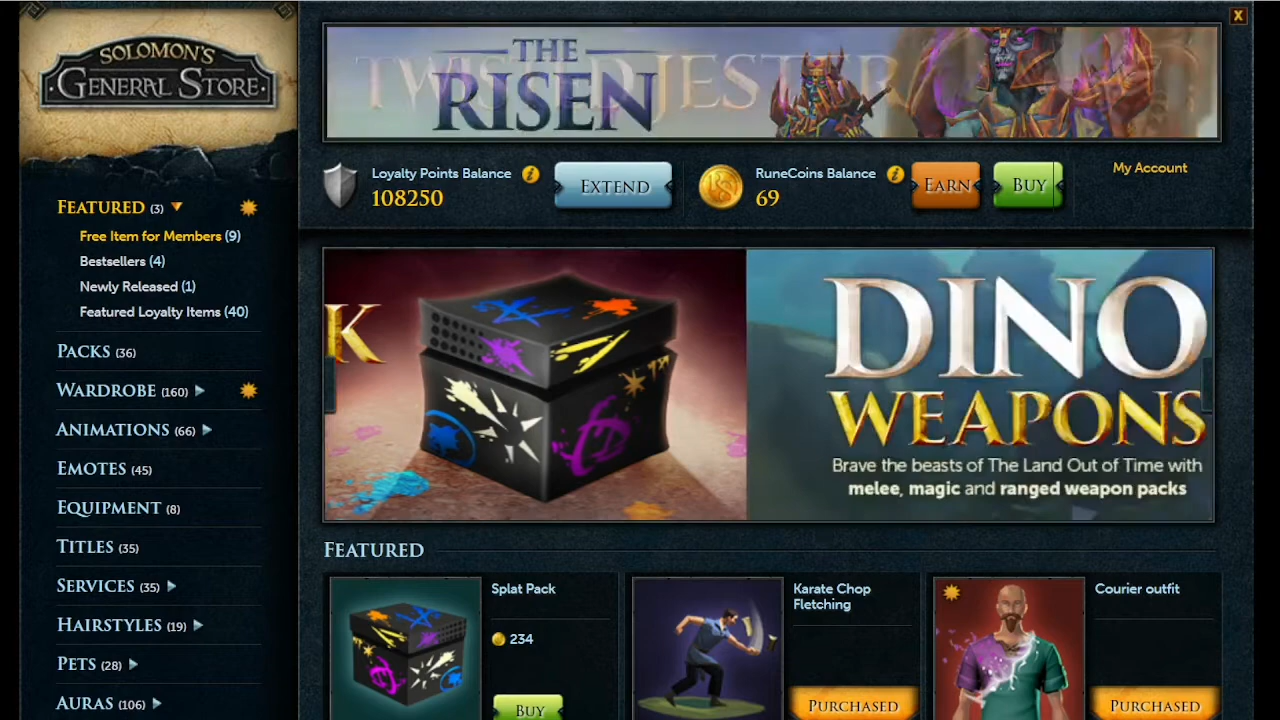 SOLOMON'S
GENERAL STORE
X
THE
RISEN
TWISTED JESTER
Loyalty Points Balance
108250
EXTEND
RuneCoins Balance
69
EARN
BUY
My Account
FEATURED (3)
Free Item for Members (9)
Bestsellers (4)
Newly Released (1)
Featured Loyalty Items (40)
PACKS (36)
WARDROBE (160)
ANIMATIONS (66)
EMOTES (45)
EQUIPMENT (8)
TITLES (35)
SERVICES (35)
HAIRSTYLES (19)
PETS (28)
AURAS (106)
K
DINO
WEAPONS
Brave the beasts of The Land Out of Time with
melee, magic and ranged weapon packs
FEATURED
Splat Pack
234
BUY
Karate Chop
Fletching
PURCHASED
Courier outfit
PURCHASED